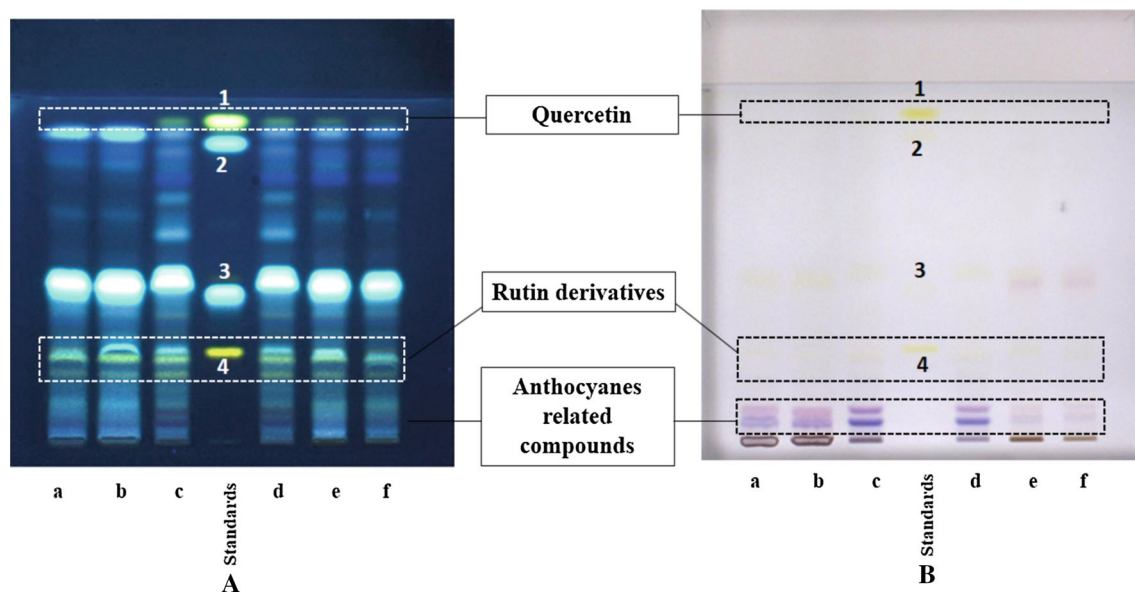 1
2
3
4
Quercetin
Rutin derivatives
Anthocyanes
related
compounds
1
2
3
4
a b c Standards d e f
A
a b c Standards d e f
B